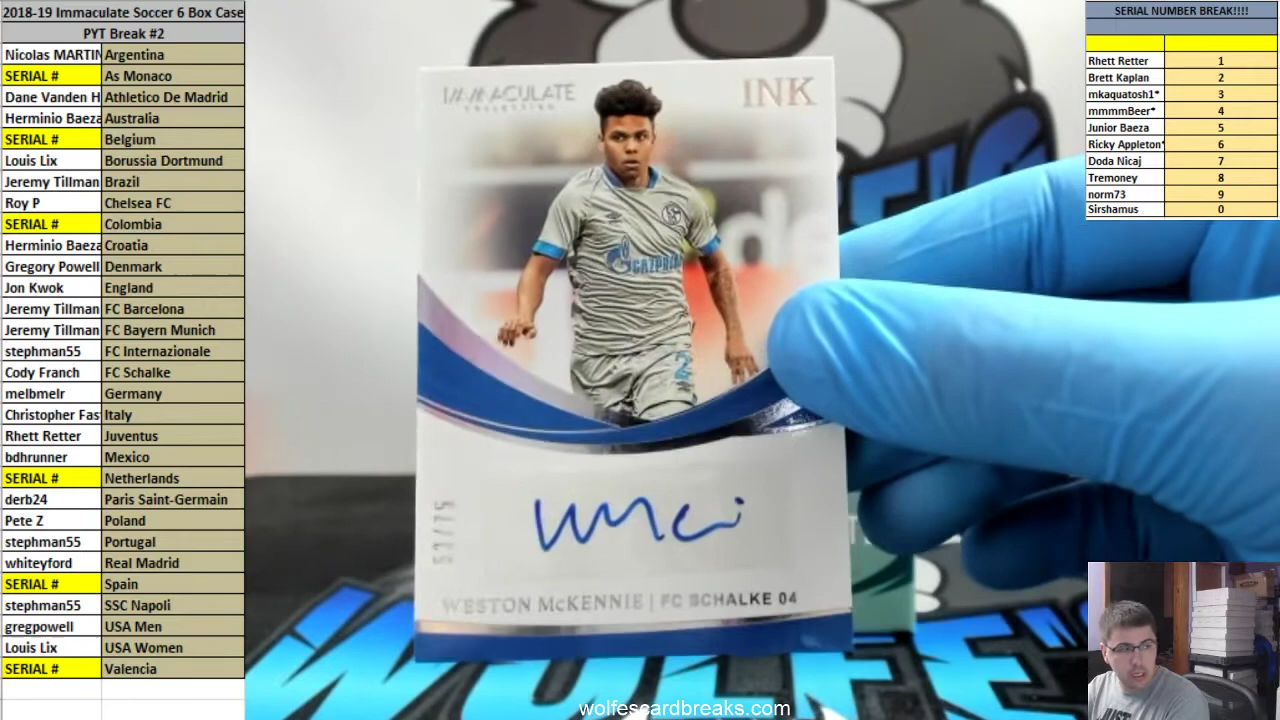 2018-19 Immaculate Soccer 6 Box Case
PYT Break #2
Nicolas MARTIN Argentina
SERIAL # As Monaco
Dane Vanden H Athletico De Madrid
Herminio Baeza Australia
SERIAL # Belgium
Louis Lix Borussia Dortmund
Jeremy Tillman Brazil
Roy P Chelsea FC
SERIAL # Colombia
Herminio Baeza Croatia
Gregory Powell Denmark
Jon Kwok England
Jeremy Tillman FC Barcelona
Jeremy Tillman FC Bayern Munich
stephman55 FC Internazionale
Cody Franch FC Schalke
melbmelr Germany
Christopher Fas Italy
Rhett Retter Juventus
bdhrunner Mexico
SERIAL # Netherlands
derb24 Paris Saint-Germain
Pete Z Poland
stephman55 Portugal
whiteyford Real Madrid
SERIAL # Spain
stephman55 SSC Napoli
gregpowell USA Men
Louis Lix USA Women
SERIAL # Valencia
IMMACULATE
COLLECTION
INK
GAZPROM
2
WESTON McKENNIE | FC SCHALKE 04
WOLFE'S
wolfescardbreaks.com
SERIAL NUMBER BREAK!!!!
Rhett Retter 1
Brett Kaplan 2
mkaquatosh1* 3
mmmmBeer* 4
Junior Baeza 5
Ricky Appleton* 6
Doda Nicaj 7
Tremoney 8
norm73 9
Sirshamus 0